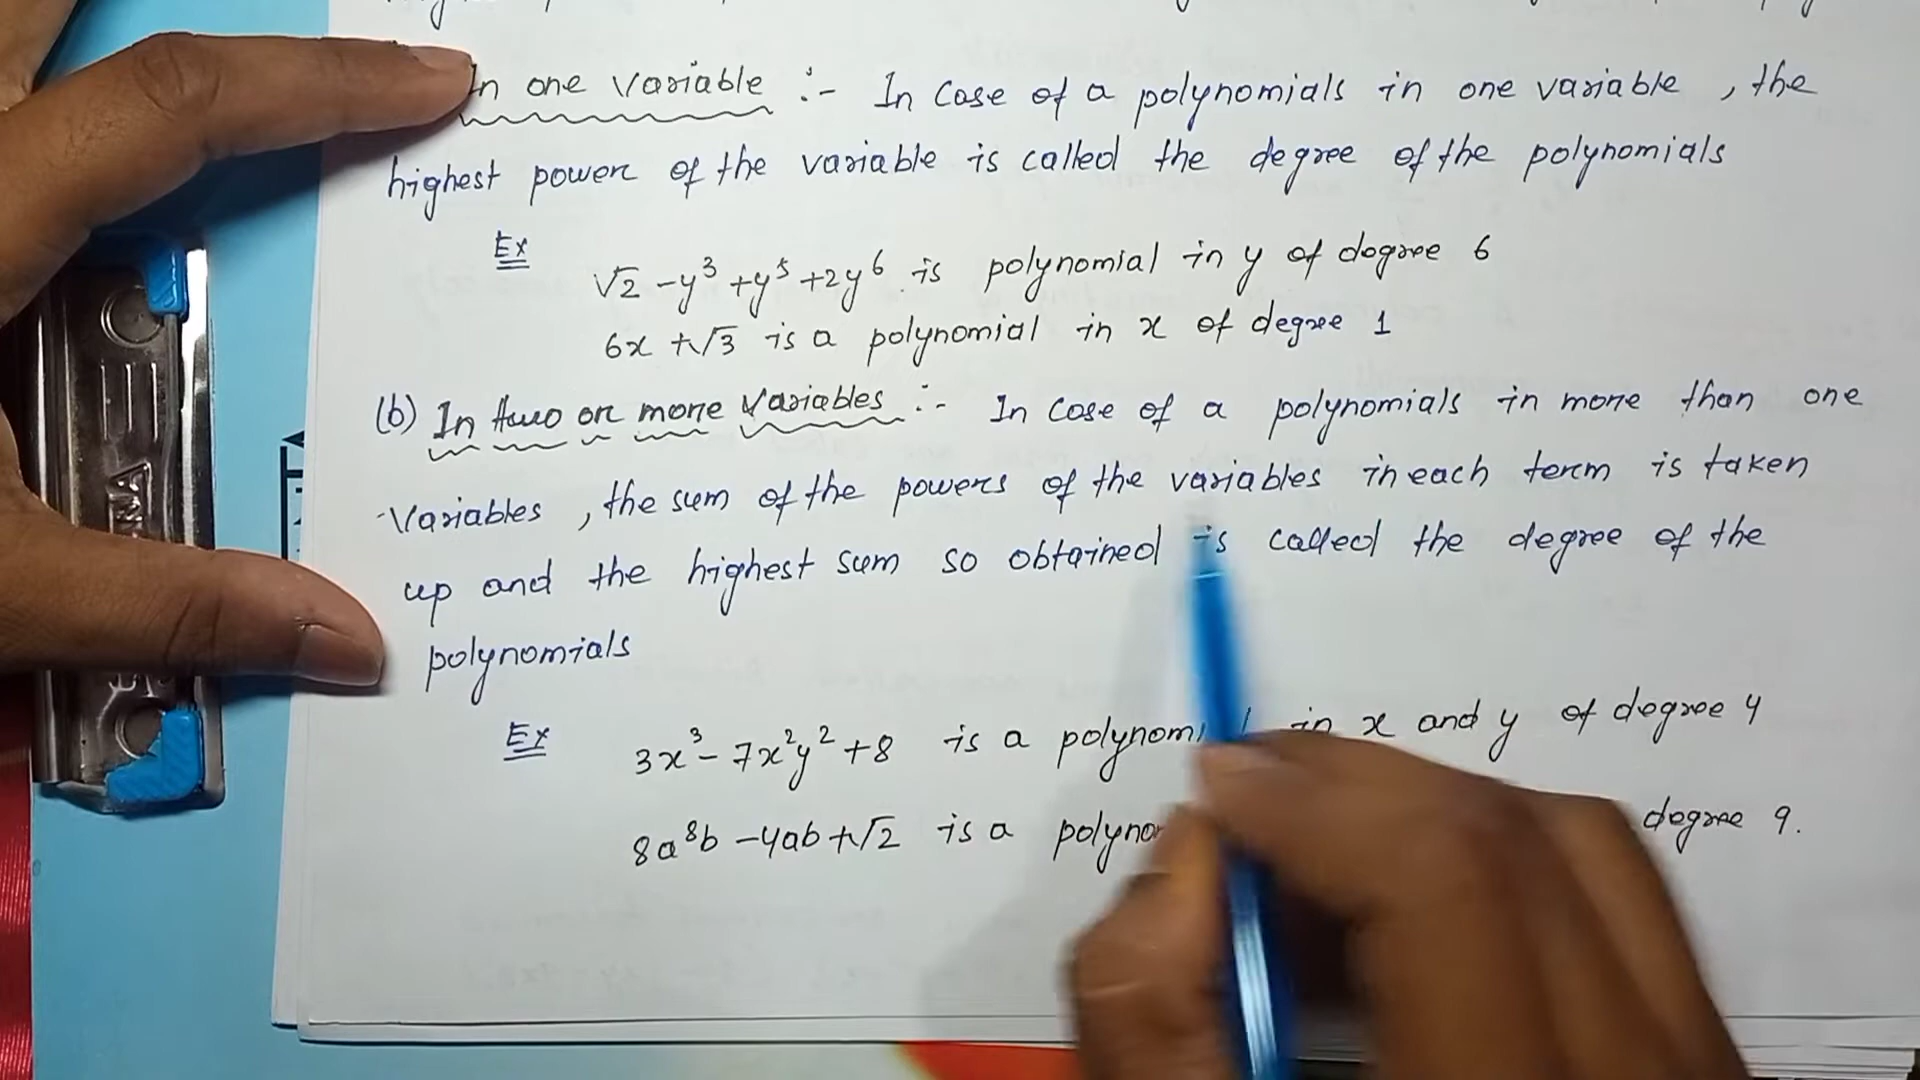 In one variable :- In case of a polynomials in one variable , the
highest power of the variable is called the degree of the polynomials
Ex
√2 -y³ +y⁵ +2y⁶ is polynomial in y of degree 6
6x +√3 is a polynomial in x of degree 1
(b) In two or more variables :- In case of a polynomials in more than one
variables , the sum of the powers of the variables in each term is taken
up and the highest sum so obtained is called the degree of the
polynomials
Ex 3x³ - 7x²y² +8 is a polynomial in x and y of degree 4
8a⁸b -4ab +√2 is a degree 9.